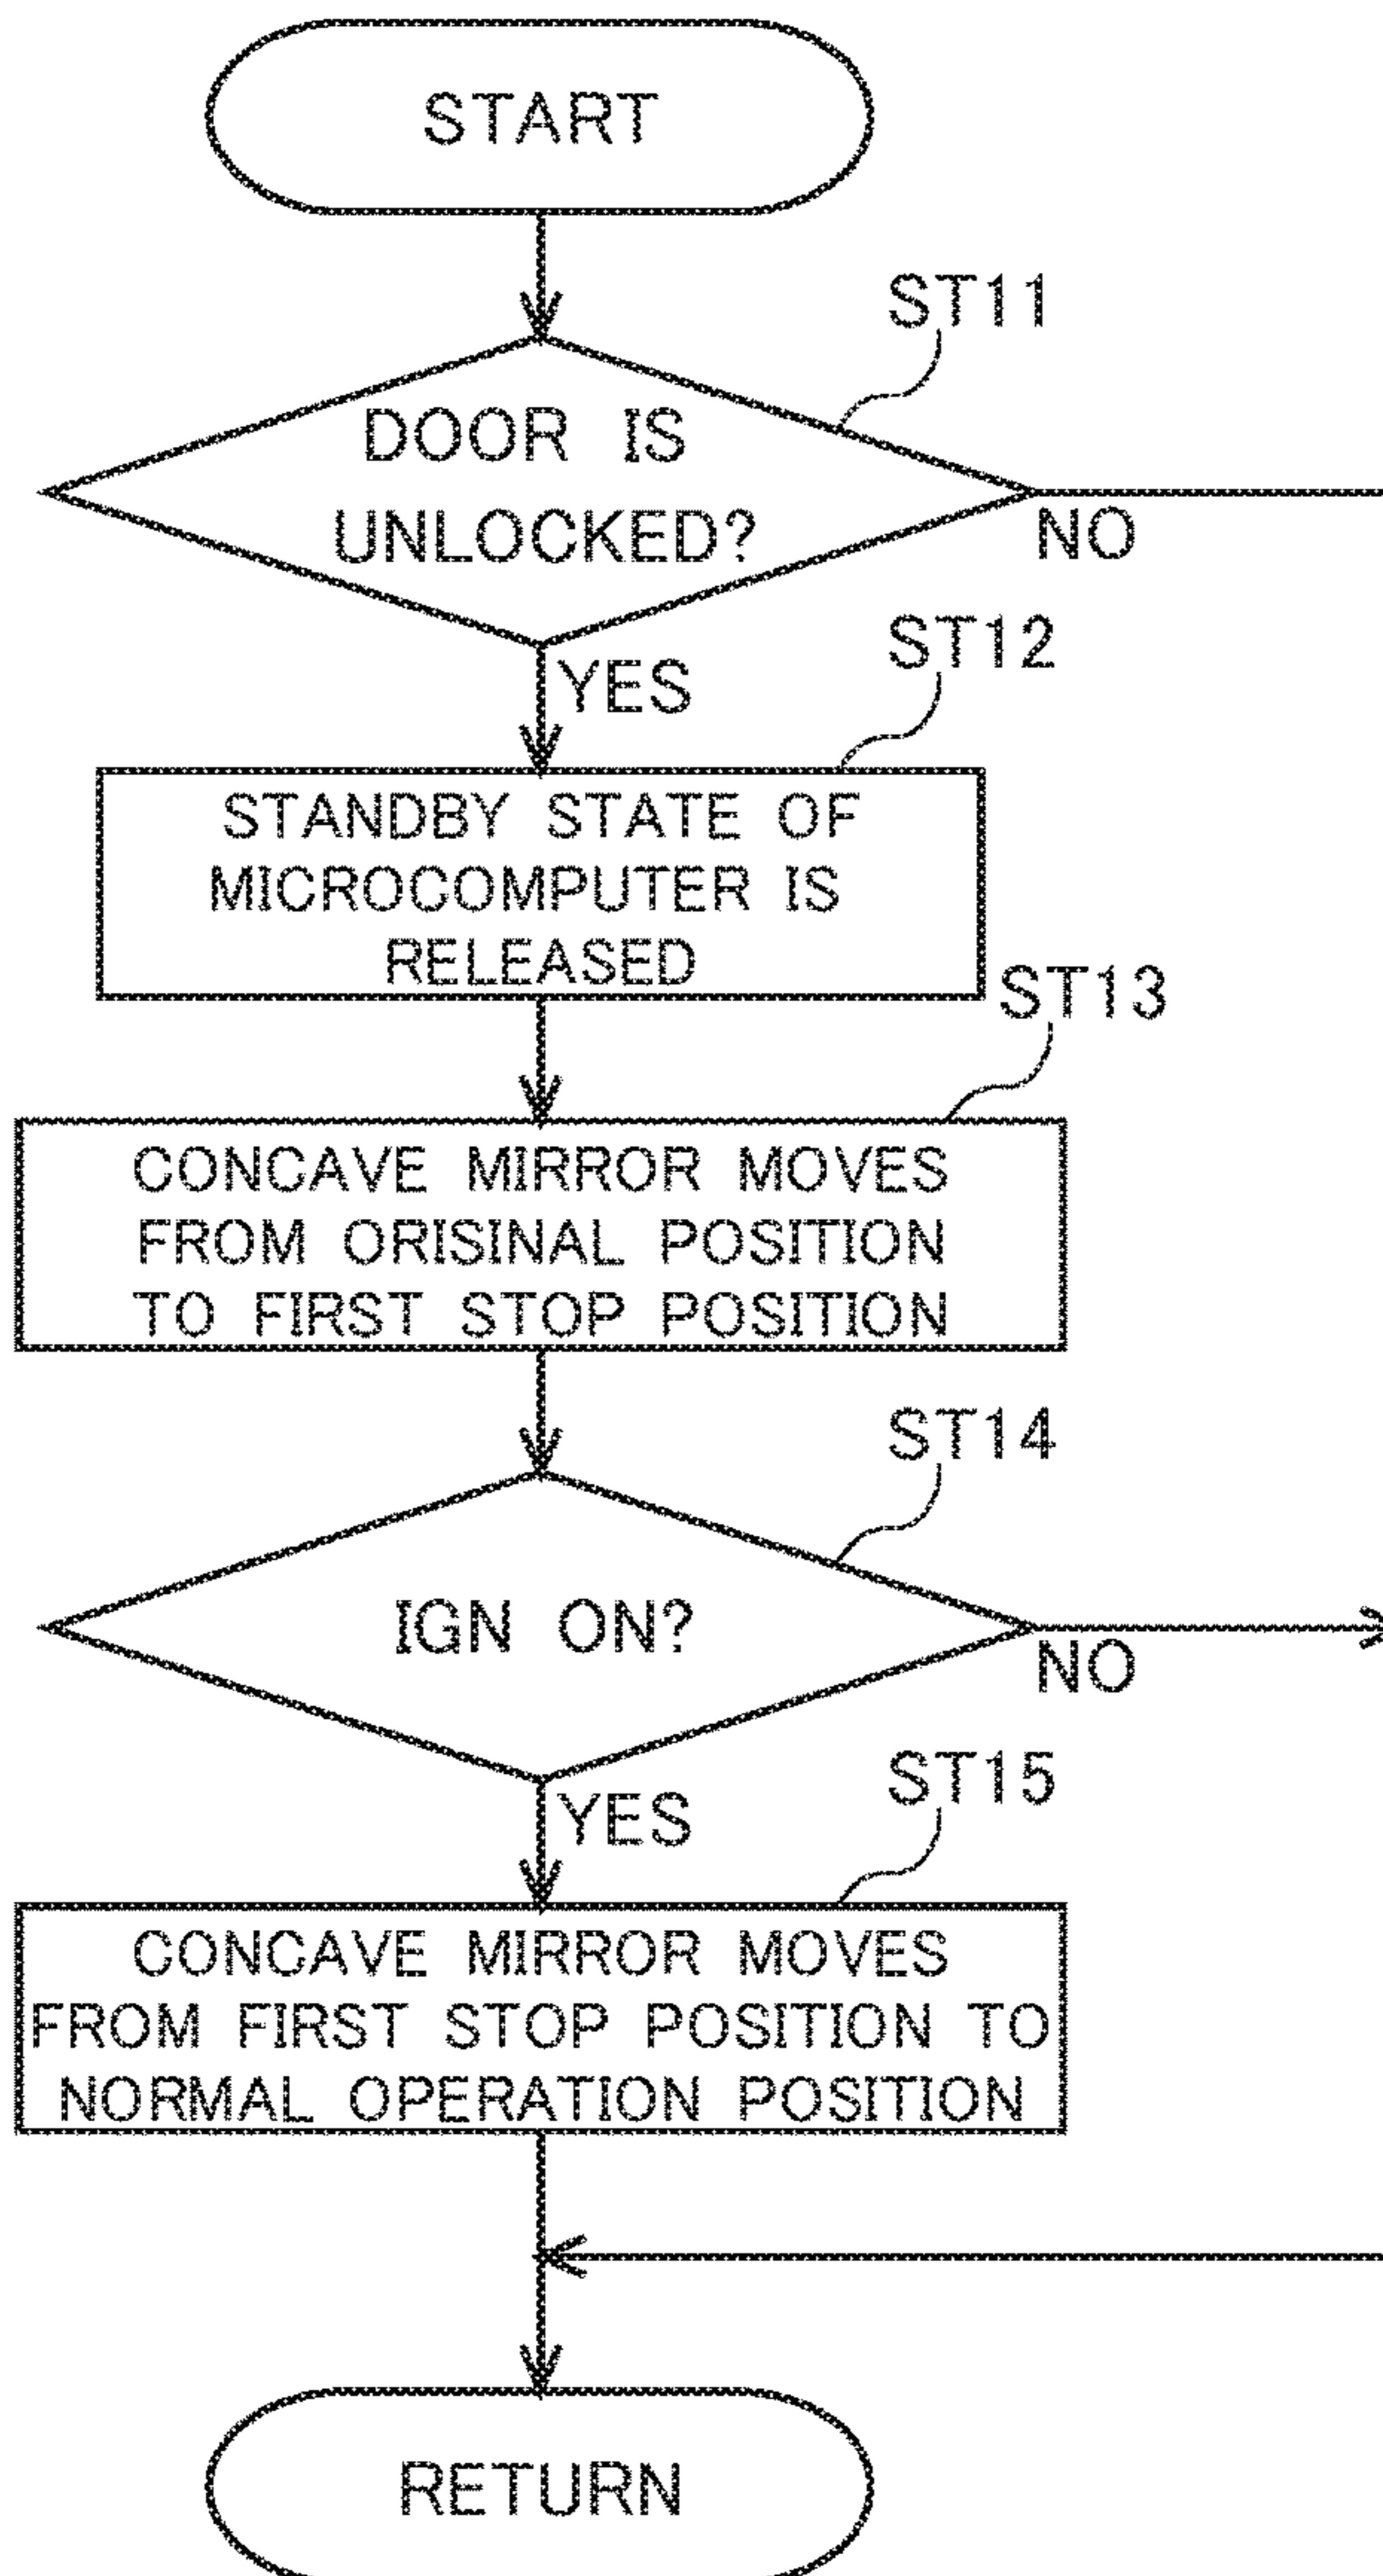 START
ST11
DOOR IS
UNLOCKED?
NO
YES
ST12
STANDBY STATE OF
MICROCOMPUTER IS
RELEASED
ST13
CONCAVE MIRROR MOVES
FROM ORISINAL POSITION
TO FIRST STOP POSITION
ST14
IGN ON?
NO
YES
ST15
CONCAVE MIRROR MOVES
FROM FIRST STOP POSITION TO
NORMAL OPERATION POSITION
RETURN